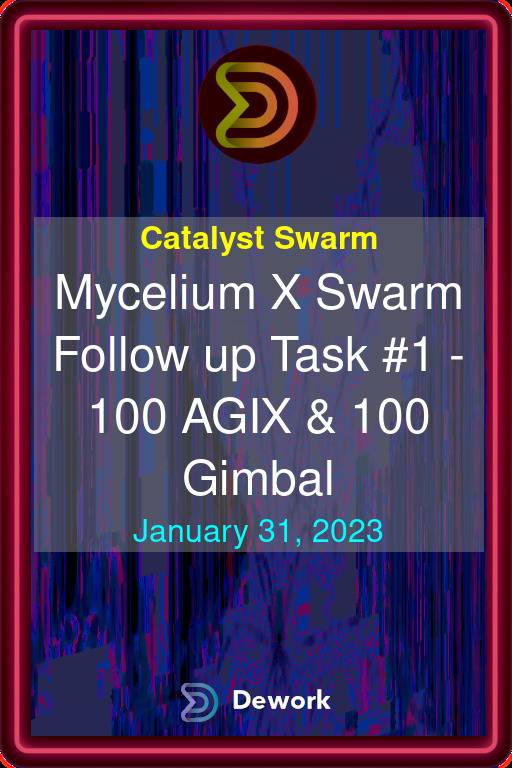 Catalyst Swarm
Mycelium X Swarm
Follow up Task #1 -
100 AGIX & 100
Gimbal
January 31, 2023
Dework